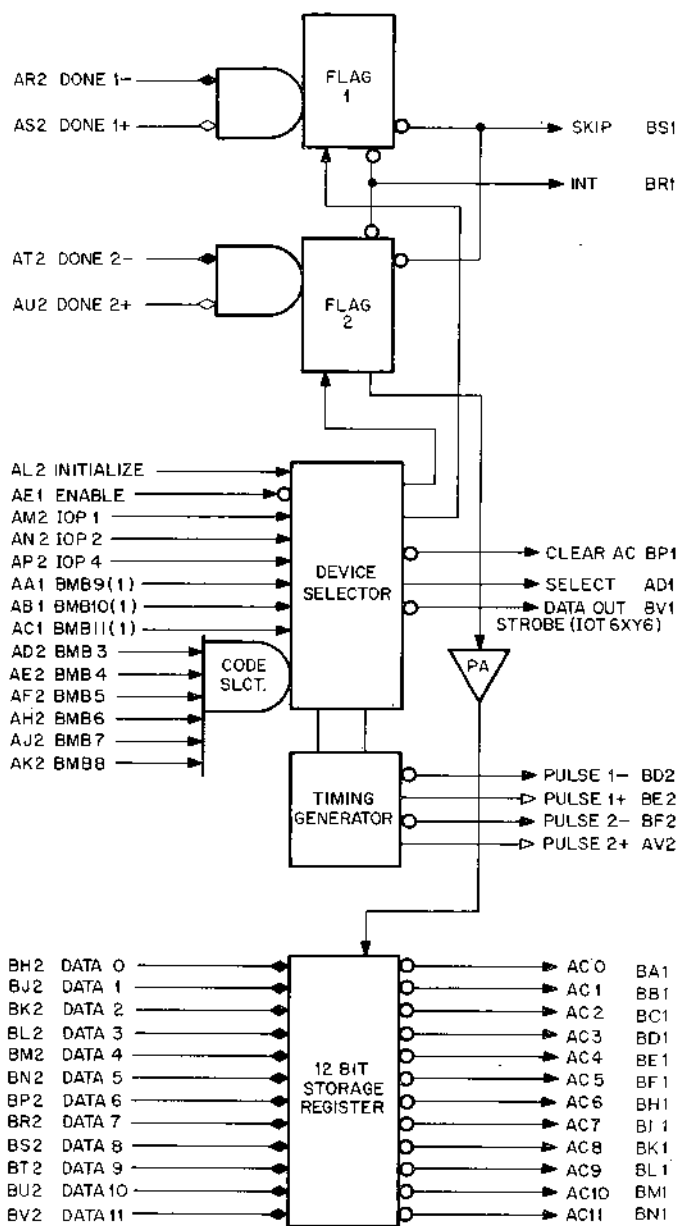 AR2 DONE 1-
AS2 DONE 1+
FLAG
1
SKIP BS1
INT BR1
AT2 DONE 2-
AU2 DONE 2+
FLAG
2
AL2 INITIALIZE
AE1 ENABLE
AM2 IOP 1
AN2 IOP 2
AP2 IOP 4
AA1 BMB9(1)
AB1 BMB10(1)
AC1 BMB11(1)
AD2 BMB 3
AE2 BMB 4
AF2 BMB5
AH2 BMB6
AJ2 BMB7
AK2 BMB8
CODE
SLCT.
DEVICE
SELECTOR
CLEAR AC BP1
SELECT AD1
DATA OUT BV1
STROBE (IOT 6XY6)
PA
TIMING
GENERATOR
PULSE 1- BD2
PULSE 1+ BE2
PULSE 2- BF2
PULSE 2+ AV2
BH2 DATA 0
BJ2 DATA 1
BK2 DATA 2
BL2 DATA 3
BM2 DATA 4
BN2 DATA 5
BP2 DATA 6
BR2 DATA 7
BS2 DATA 8
BT2 DATA 9
BU2 DATA 10
BV2 DATA 11
12 BIT
STORAGE
REGISTER
AC0 BA1
AC1 BB1
AC2 BC1
AC3 BD1
AC4 BE1
AC5 BF1
AC6 BH1
AC7
AC8 BK1
AC9 BL1
AC10 BM1
AC11 BN1